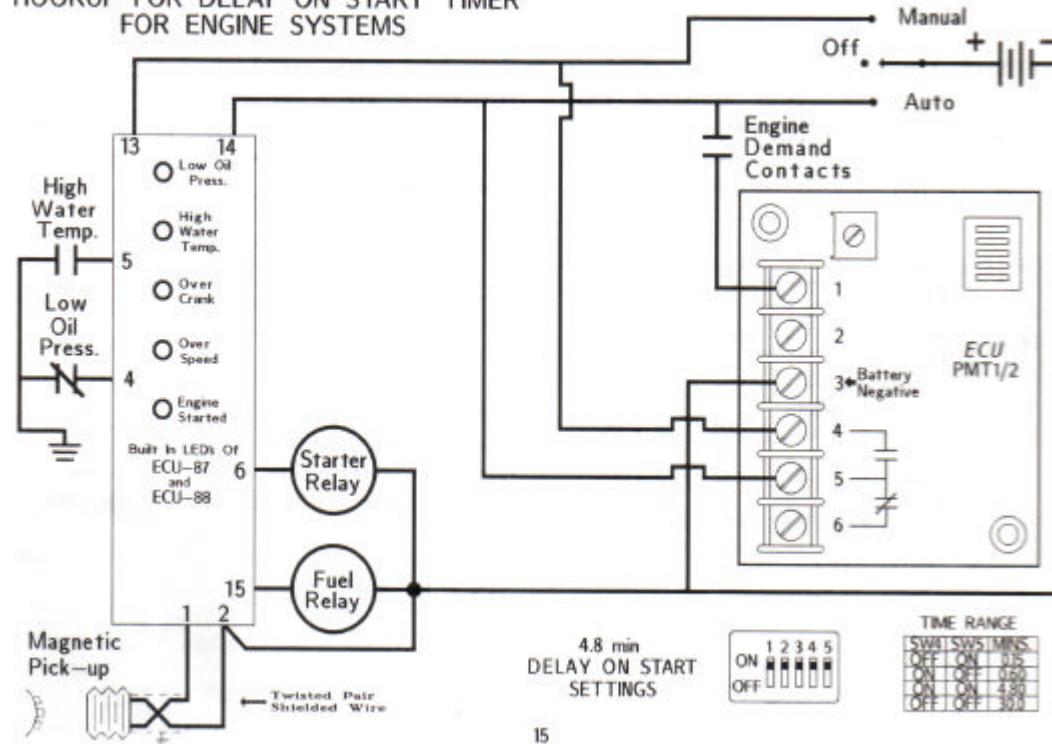 HOOKUP FOR DELAY ON START TIMER
FOR ENGINE SYSTEMS
Manual
Off
+ −
Auto
13
14
Engine
Demand
Contacts
Low Oil
Press.
High
Water
Temp.
High
Water
Temp.
5
Over
Crank
Low
Oil
Press.
Over
Speed
4
Engine
Started
Built In LED's Of
ECU-87
and
ECU-88
6
Starter
Relay
15
Fuel
Relay
1
2
1
2
3
Battery
Negative
4
5
6
ECU
PMT1/2
Magnetic
Pick-up
Twisted Pair
Shielded Wire
4.8 min
DELAY ON START
SETTINGS
1 2 3 4 5
ON
OFF
TIME RANGE
SW4 SW5 MINS.
OFF ON 0.15
ON OFF 0.60
ON ON 4.80
OFF OFF 30.0
15